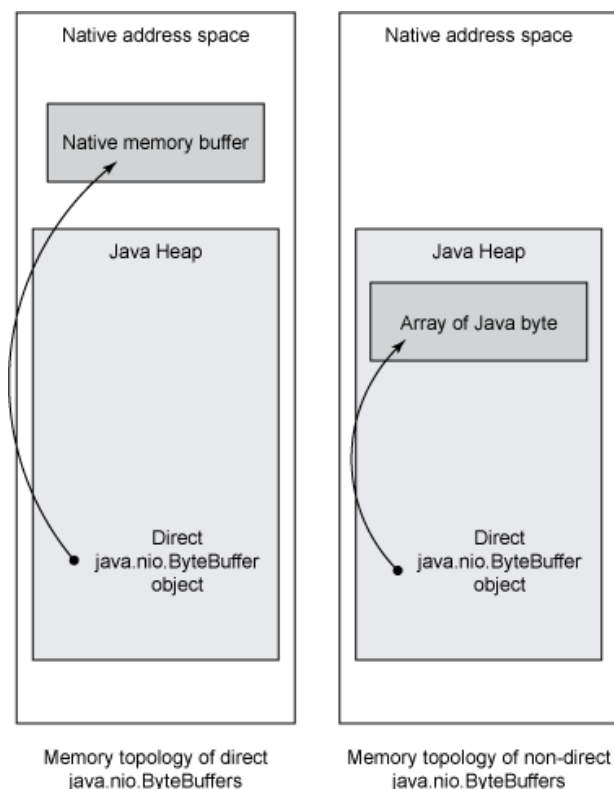 Native address space
Native memory buffer
Java Heap
Direct
java.nio.ByteBuffer
object
Memory topology of direct
java.nio.ByteBuffers
Native address space
Java Heap
Array of Java byte
Direct
java.nio.ByteBuffer
object
Memory topology of non-direct
java.nio.ByteBuffers